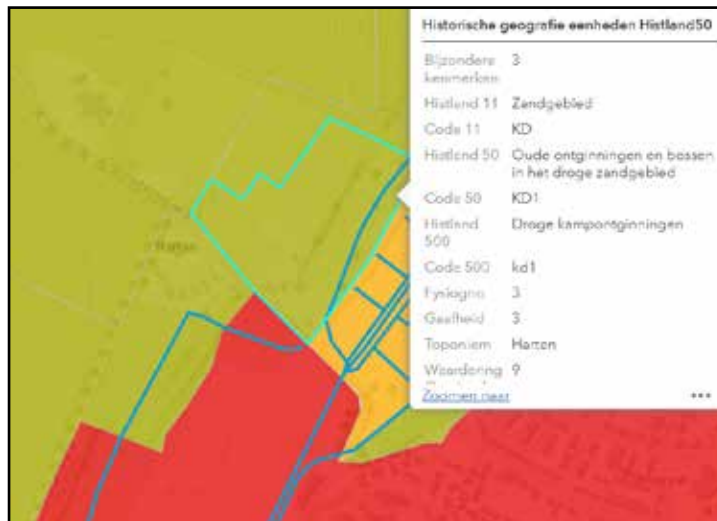 Historische geografie eenheden Histland50
Bijzondere 3
kenmerken
Histland 11 Zandgebied
Code 11 KD
Histland 50 Oude ontginningen en bossen
in het droge zandgebied
Code 50 KD1
Histland Droge kampontginningen
500
Code 500 kd1
Fysiogno 3
Gaafheid 3
Toponiem Harten
Waardering 9
Zoomen naar